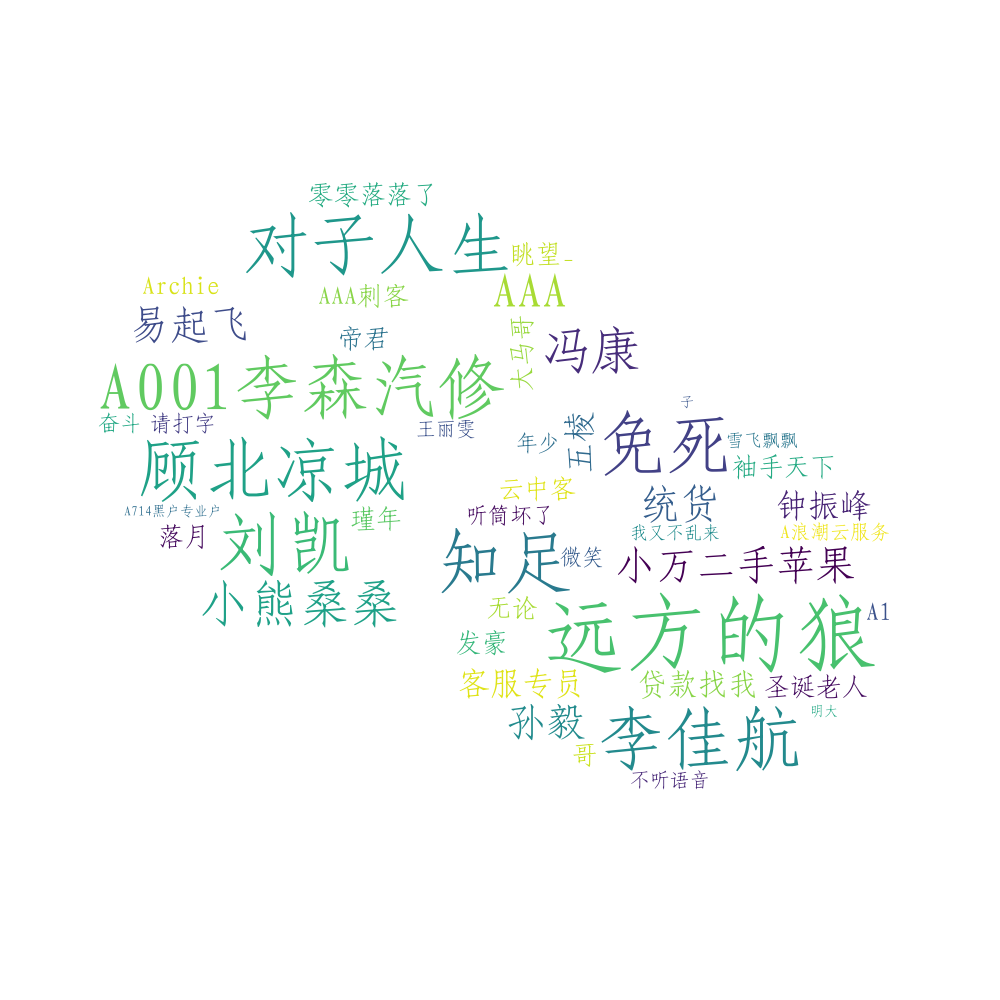 零零落落了
对子人生
眺望_
Archie
AAA刺客
AAA
易起飞
帝君
大马哥
冯康
A001李森汽修
子
奋斗
请打字
王丽雯
年少
五棱
免死
雪飞飘飘
顾北凉城
袖手天下
云中客
统货
钟振峰
A714黑户专业户
瑾年
听筒坏了
落月
刘凯
我又不乱来
A浪潮云服务
知足
微笑
小万二手苹果
小熊桑桑
无论
远方的狼
A1
发豪
客服专员
贷款找我
圣诞老人
孙毅
李佳航
明大
哥
不听语音